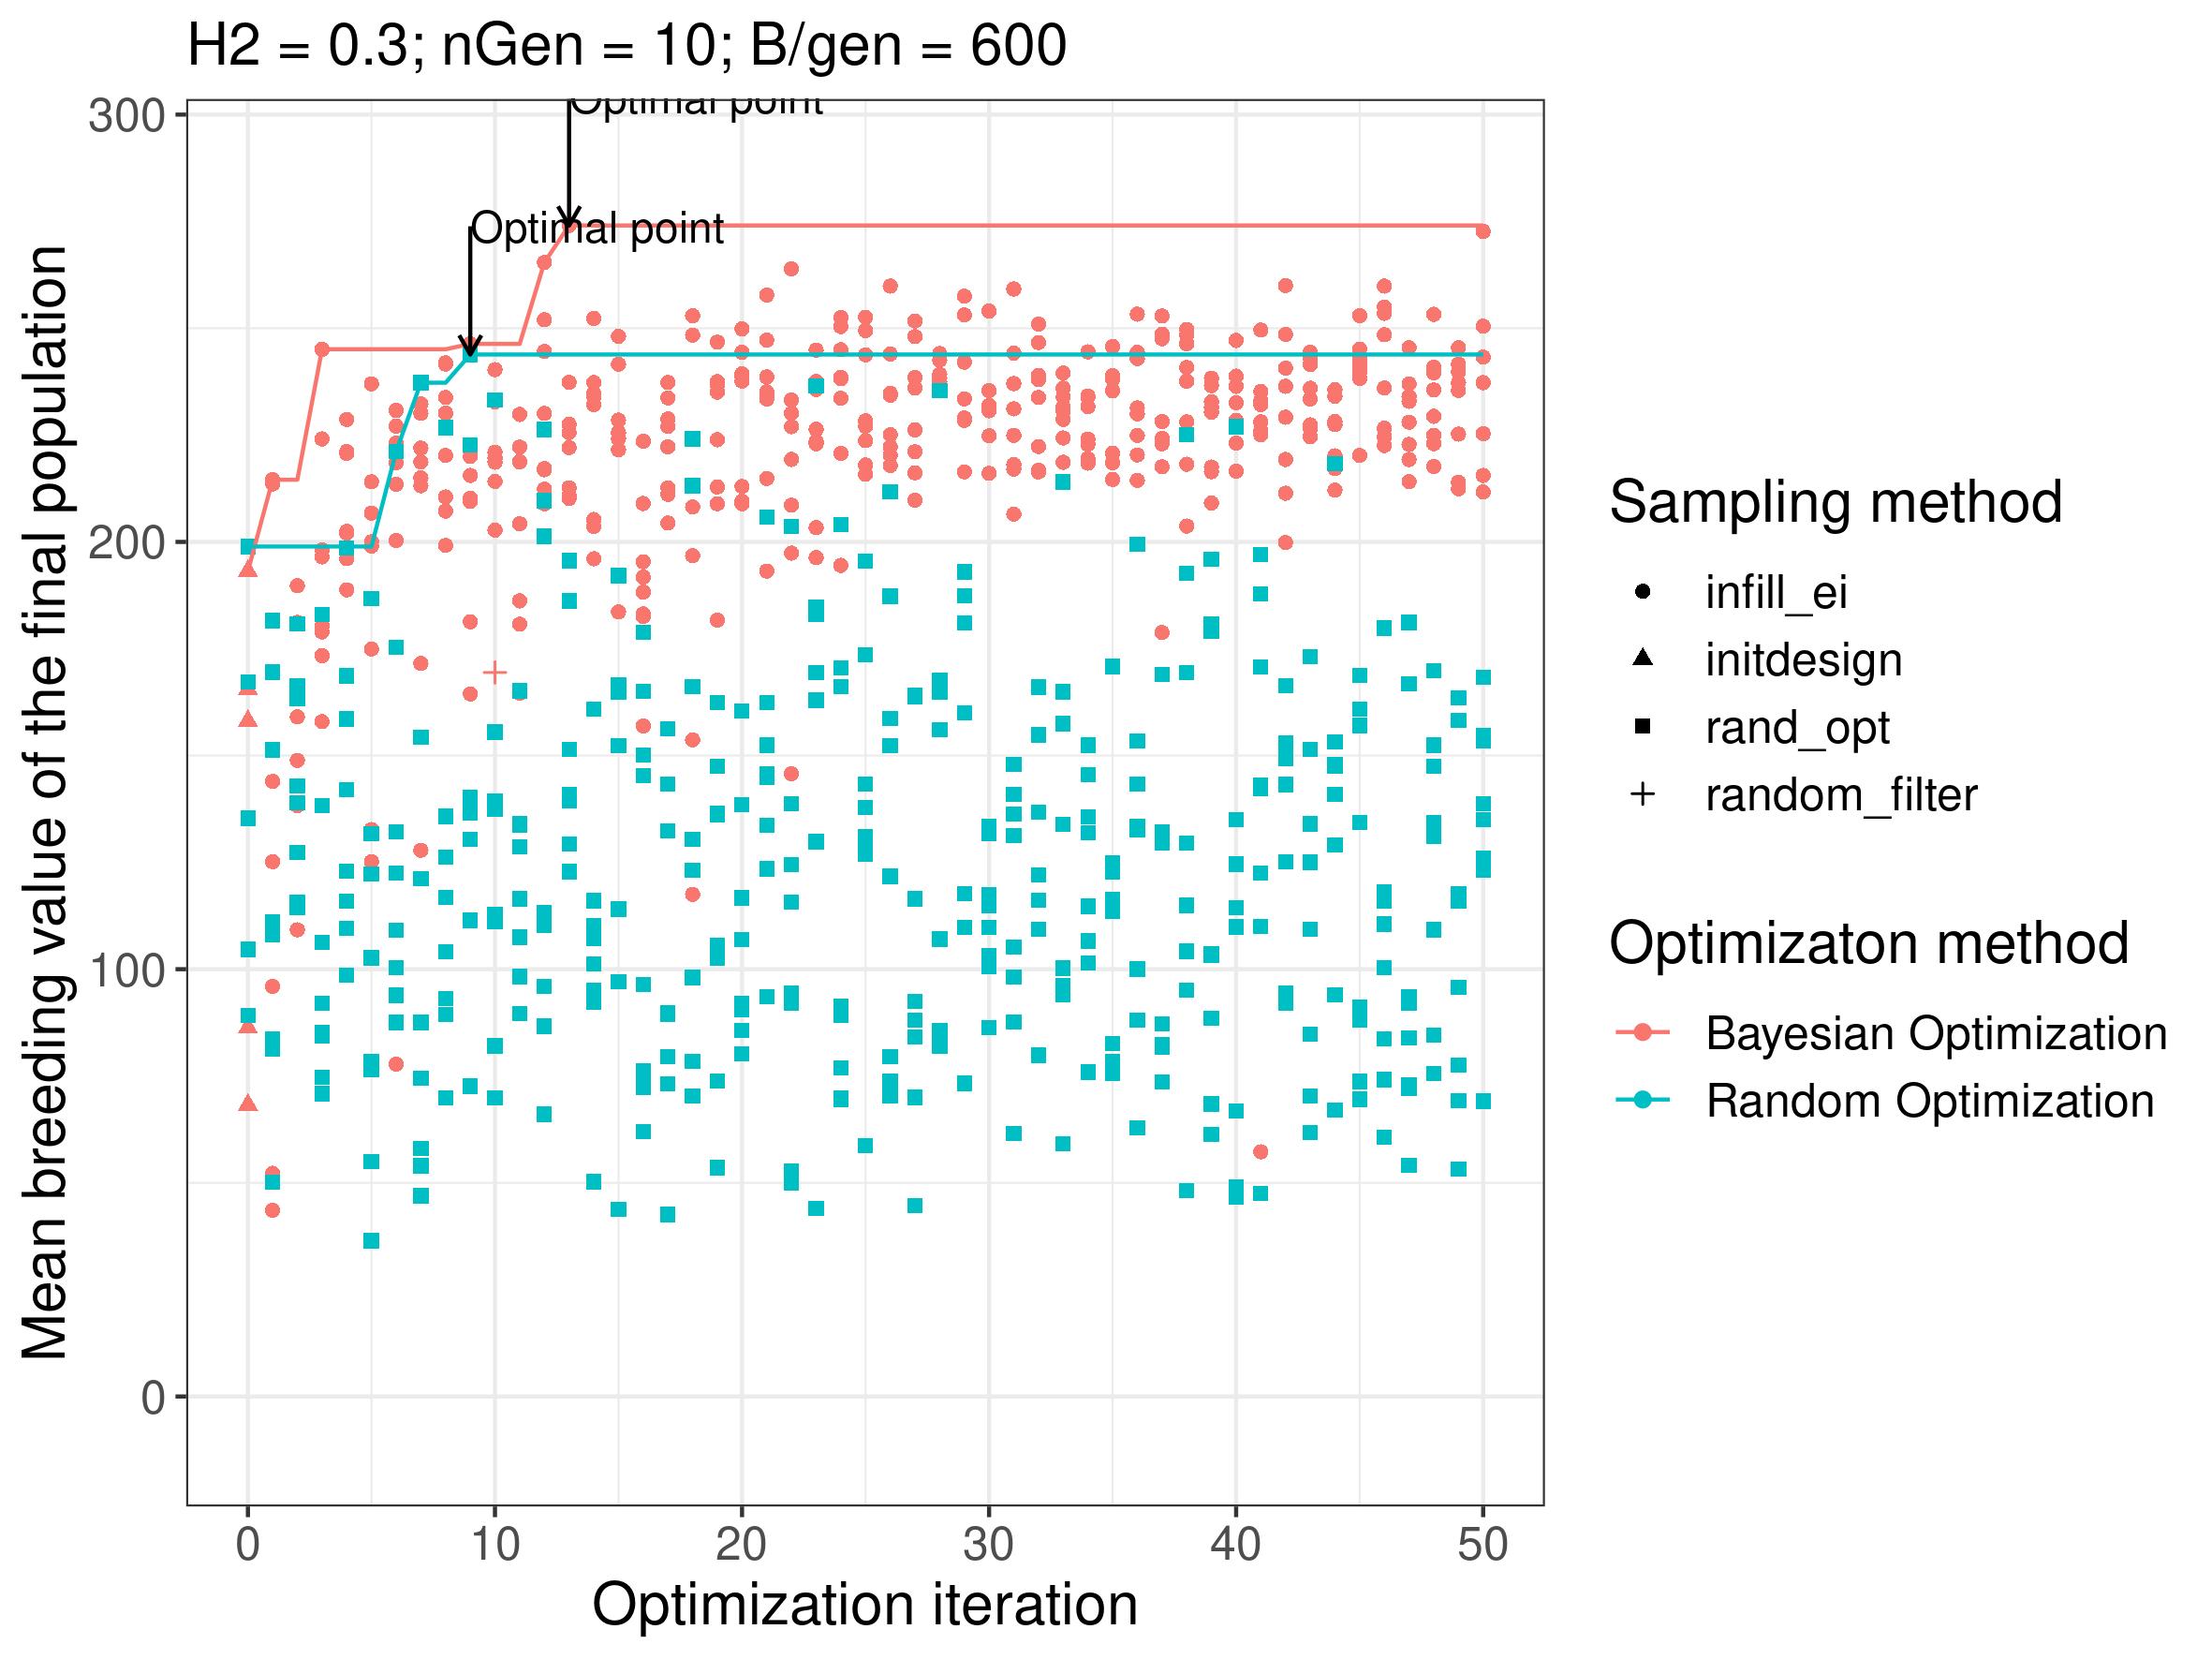 H2 = 0.3; nGen = 10; B/gen = 600
Optimal point
Optimal point
300
200
100
0
0 10 20 30 40 50
Mean breeding value of the final population
Optimization iteration
Sampling method
infill_ei
initdesign
rand_opt
random_filter
Optimizaton method
Bayesian Optimization
Random Optimization